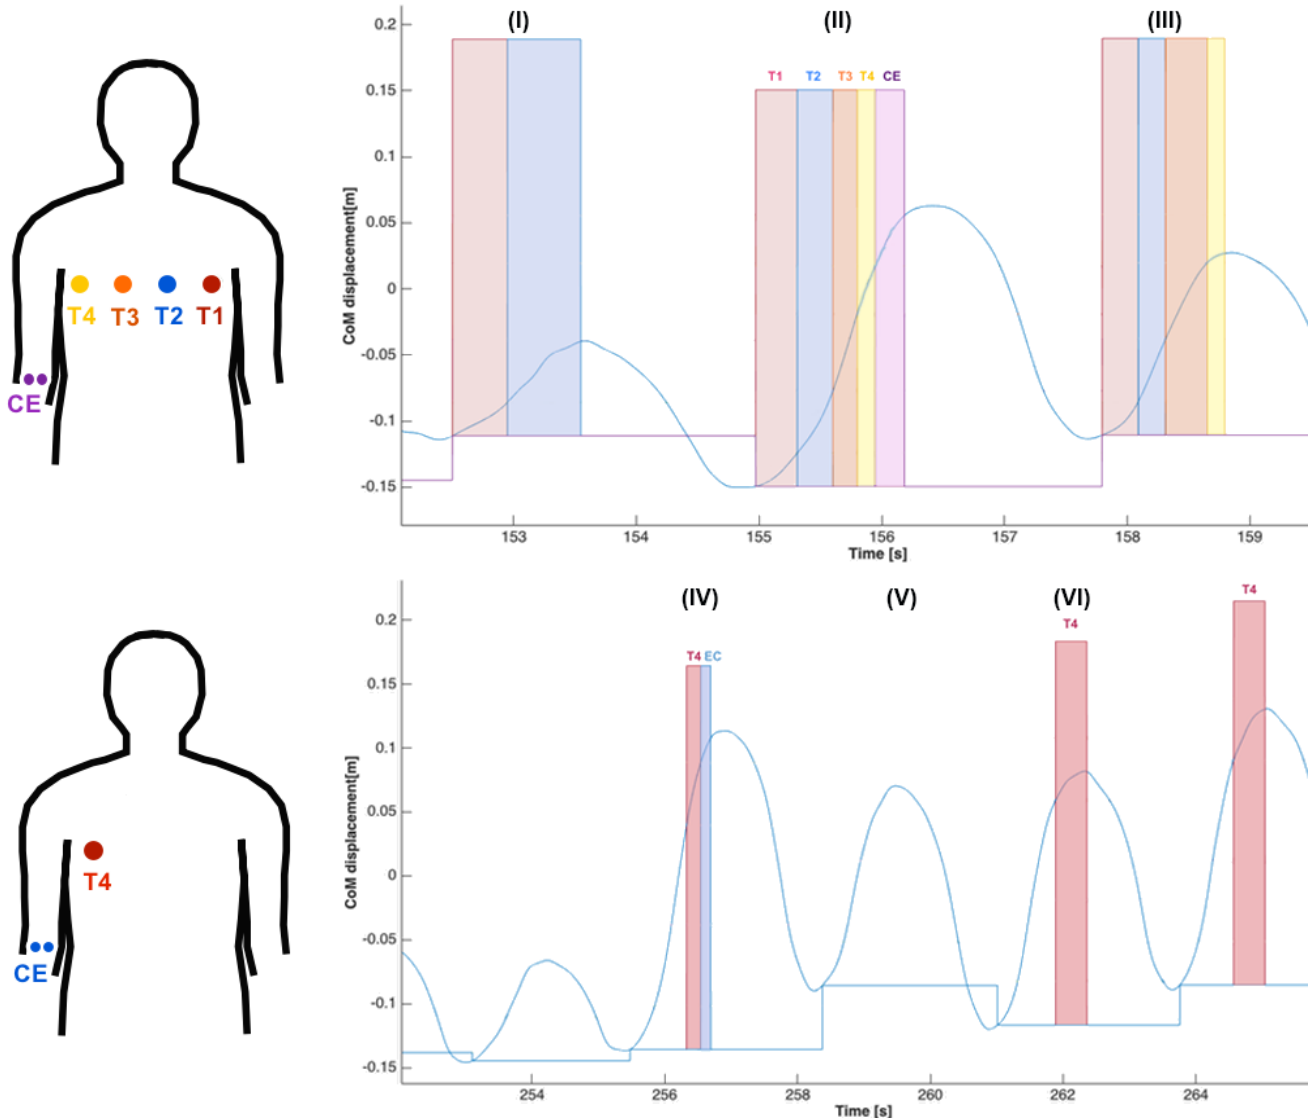 (I) (II) (III)
0.2
0.15
0.1
0.05
0
-0.05
-0.1
-0.15
CoM displacement[m]
T1 T2 T3 T4 CE
153 154 155 156 157 158 159
Time [s]
T4 T3 T2 T1
CE
(IV) (V) (VI)
T4
T4
T4 EC
0.2
0.15
0.1
0.05
0
-0.05
-0.1
-0.15
CoM displacement[m]
254 256 258 260 262 264
Time [s]
T4
CE